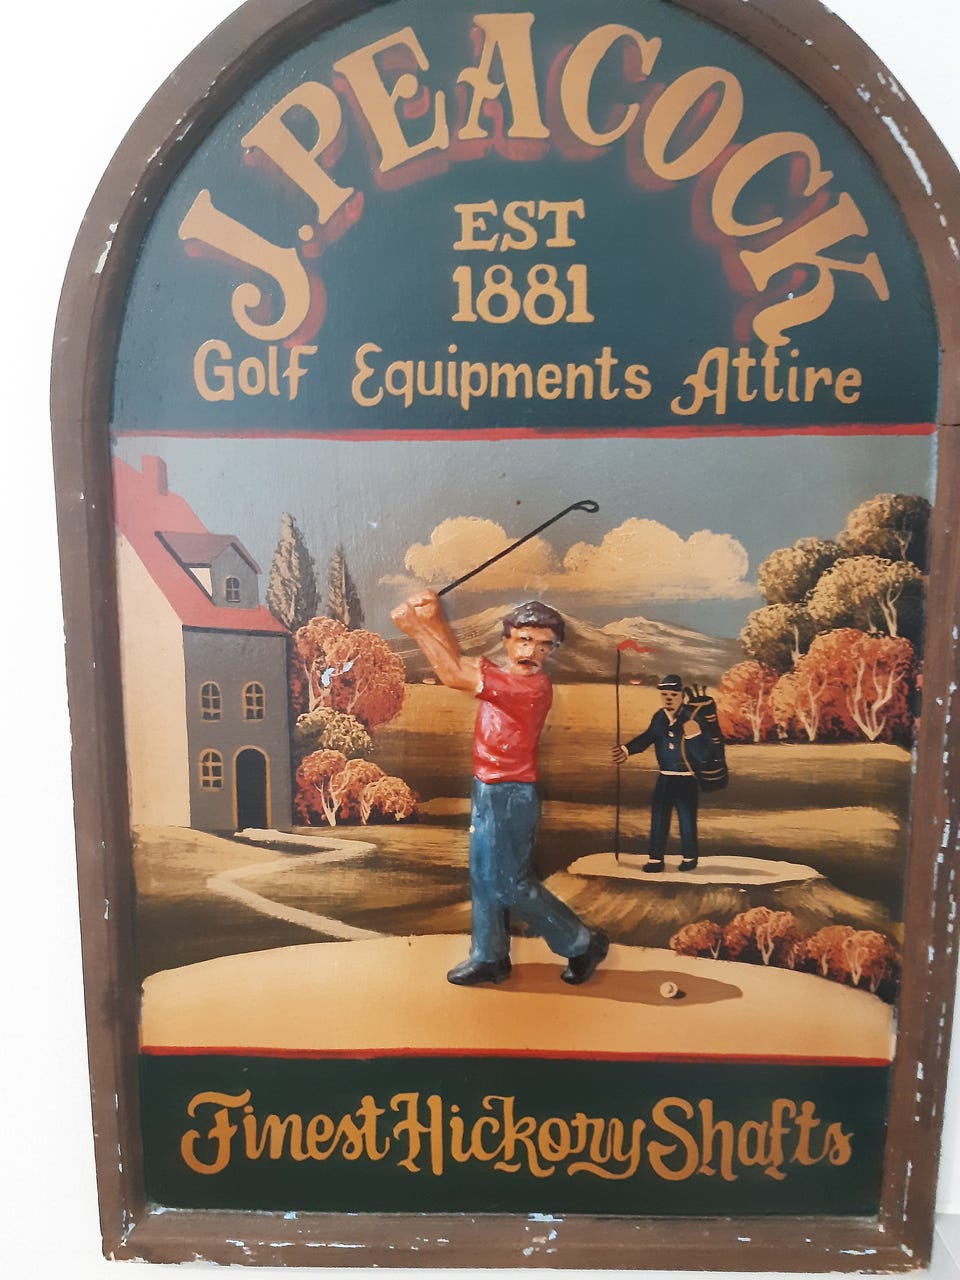 J. PEACOCK
EST
1881
Golf Equipments Attire
Finest Hickory Shafts